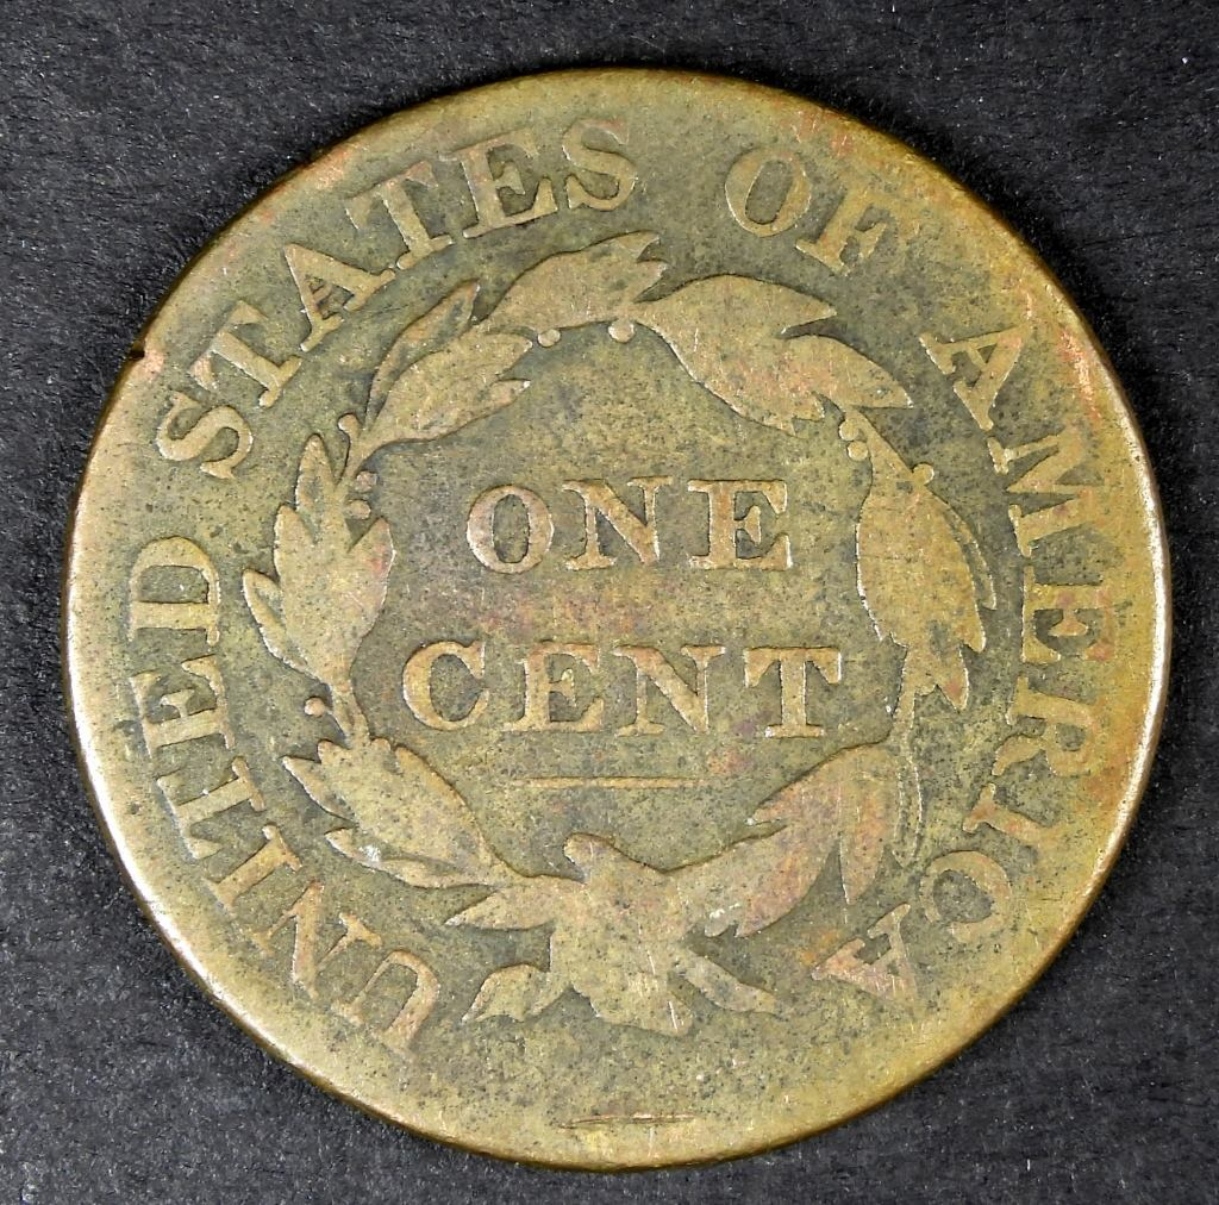 UNITED STATES OF AMERICA
ONE
CENT